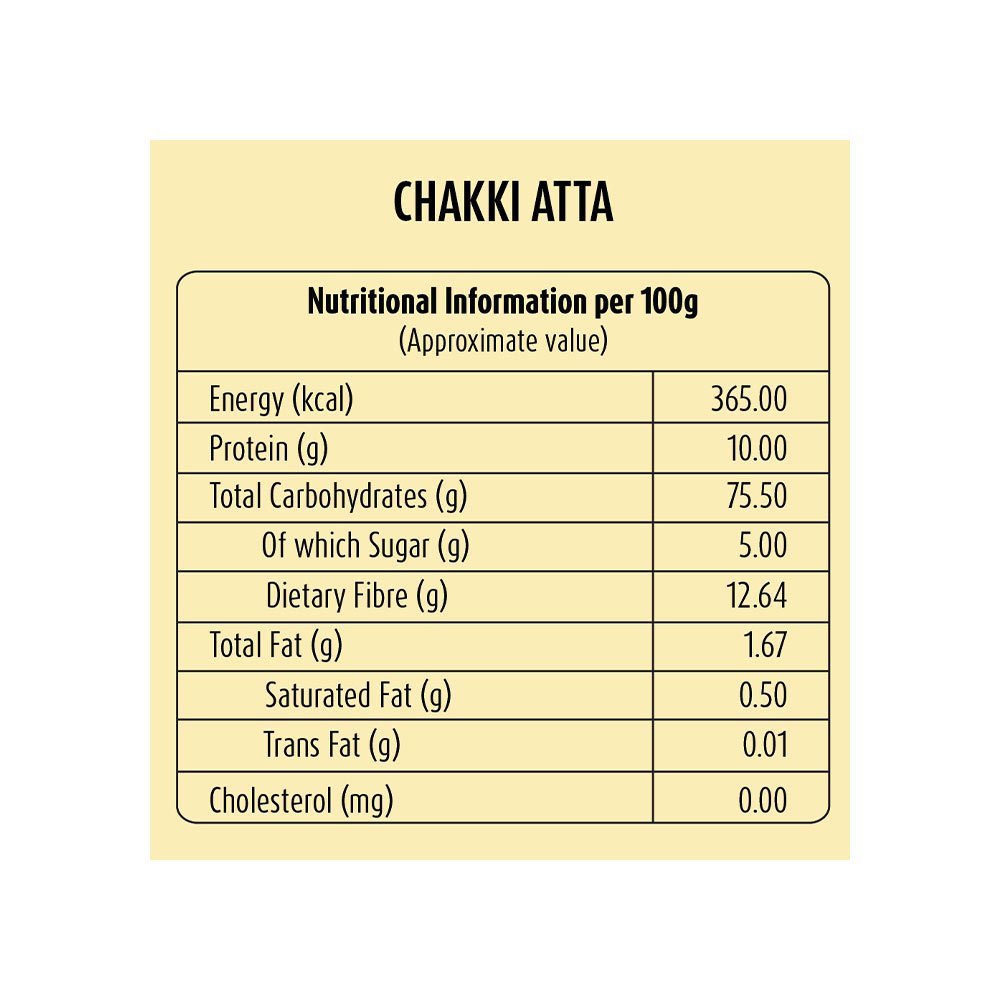 CHAKKI ATTA
Nutritional Information per 100g
(Approximate value)
Energy (kcal) 365.00
Protein (g) 10.00
Total Carbohydrates (g) 75.50
Of which Sugar (g) 5.00
Dietary Fibre (g) 12.64
Total Fat (g) 1.67
Saturated Fat (g) 0.50
Trans Fat (g) 0.01
Cholesterol (mg) 0.00